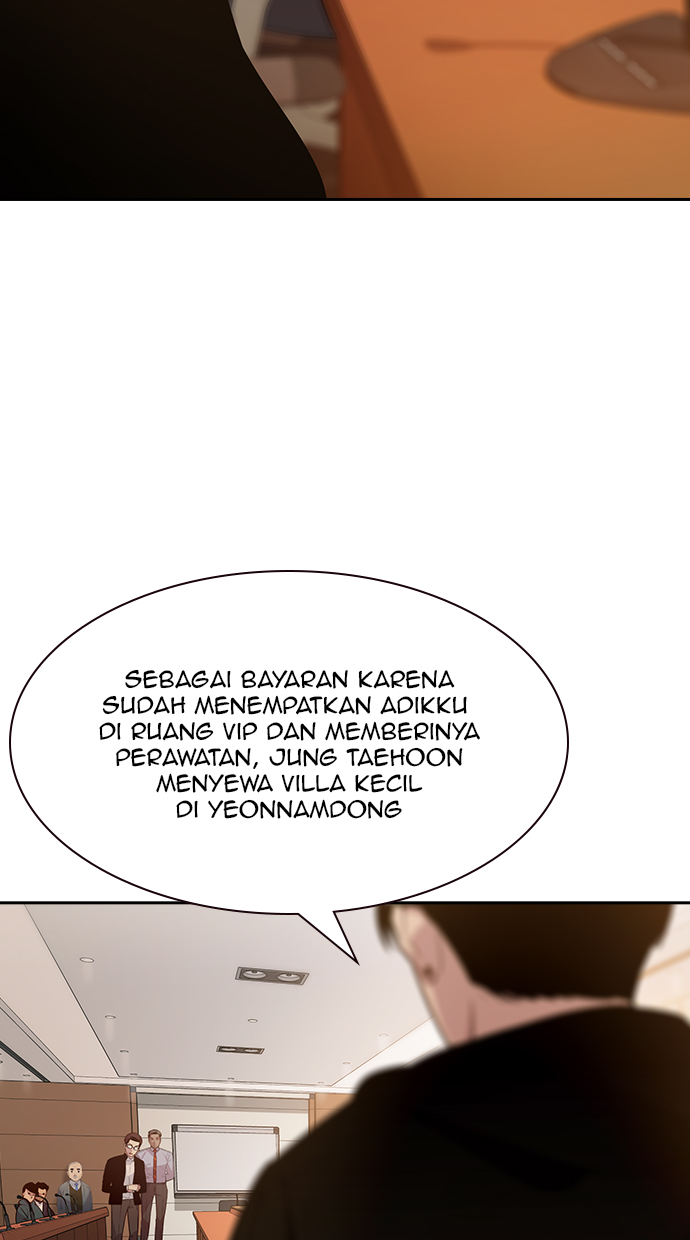 SEBAGAI BAYARAN KARENA
SUDAH MENEMPATKAN ADIKKU
DI RUANG VIP DAN MEMBERINYA
PERAWATAN, JUNG TAEHOON
MENYEWA VILLA KECIL
DI YEONNAMDONG